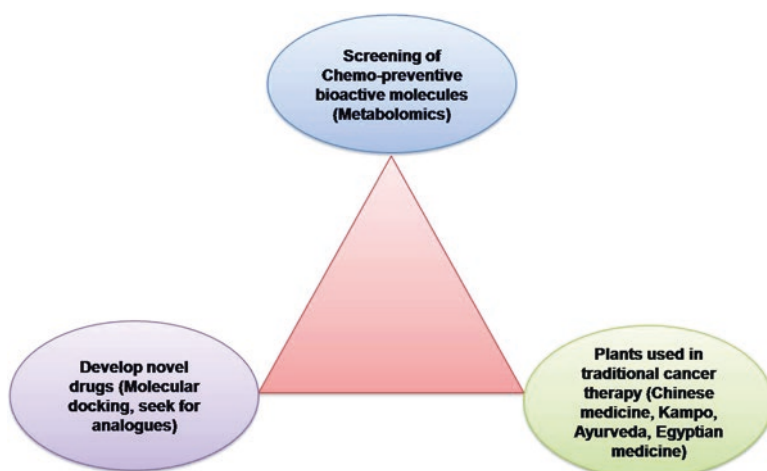 Screening of
Chemo-preventive
bioactive molecules
(Metabolomics)
Develop novel
drugs (Molecular
docking, seek for
analogues)
Plants used in
traditional cancer
therapy (Chinese
medicine, Kampo,
Ayurveda, Egyptian
medicine)